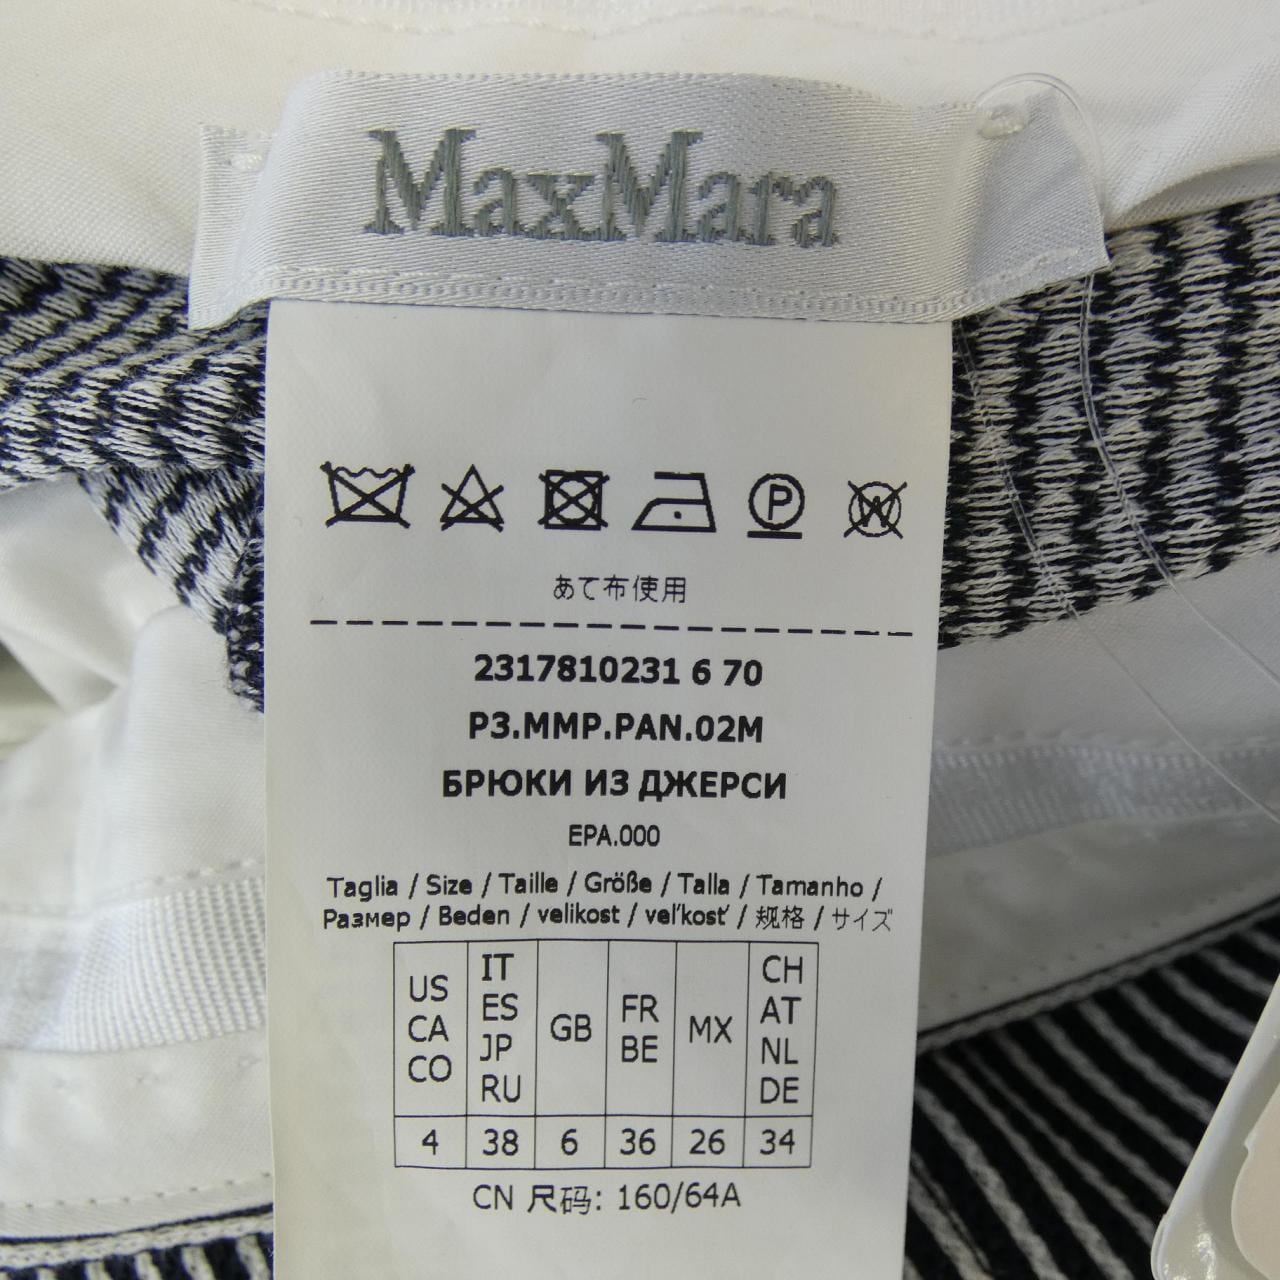 MaxMara
P
W
あて布使用
2317810231 6 70
P3.MMP.PAN.02M
БРЮКИ ИЗ ДЖЕРСИ
EPA.000
Taglia / Size / Taille / Größe / Talla / Tamanho /
Размер / Beden / velikost / veľkosť / 规格 / サイズ
US CA CO
IT ES JP RU
GB
FR BE
MX
CH AT NL DE
4 38 6 36 26 34
CN 尺码: 160/64A